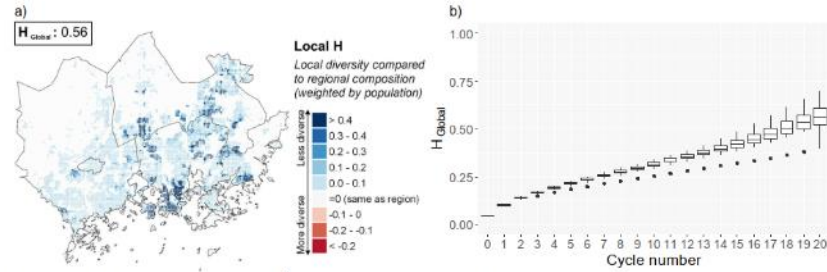 a)
H Global : 0.56
Local H
Local diversity compared
to regional composition
(weighted by population)
Less diverse
More diverse
> 0.4
0.3 - 0.4
0.2 - 0.3
0.1 - 0.2
0.0 - 0.1
=0 (same as region)
-0.1 - 0
-0.2 - -0.1
< -0.2
b)
H Global
1.00
0.75
0.50
0.25
0.00
0 1 2 3 4 5 6 7 8 9 10 11 12 13 14 15 16 17 18 19 20
Cycle number